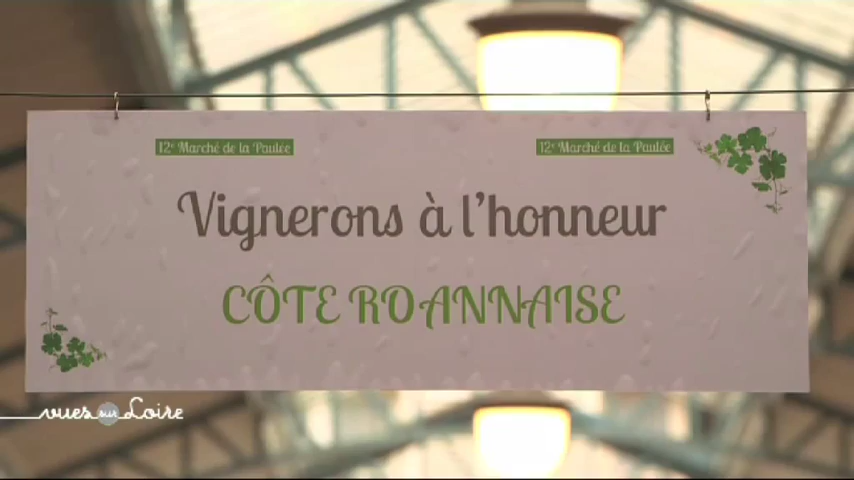 12e Marché de la Paulée
12e Marché de la Paulée
Vignerons à l'honneur
CÔTE ROANNAISE
vues sur Loire